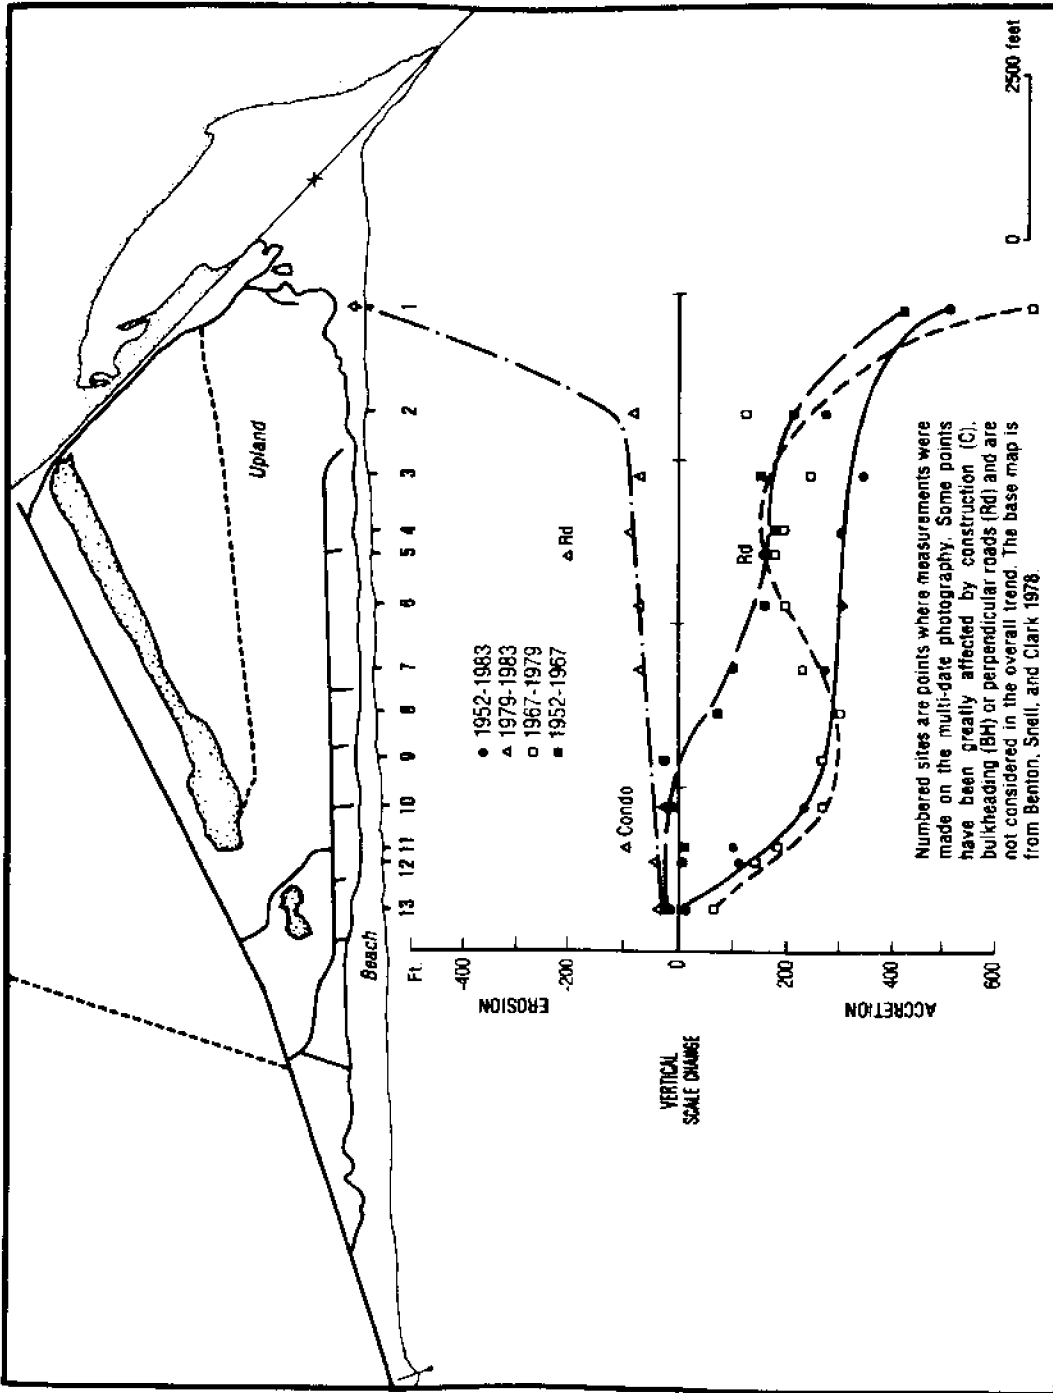 Upland
Beach
13
12
11
10
9
8
7
6
5
4
3
2
1
Ft.
-400
-200
0
200
400
600
EROSION
ACCRETION
VERTICAL
SCALE CHANGE
● 1952-1983
△ 1979-1983
□ 1967-1979
■ 1952-1967
Condo
Rd
Rd
Numbered sites are points where measurements were
made on the multi-date photography. Some points
have been greatly affected by construction (C),
bulkheading (BH) or perpendicular roads (Rd) and are
not considered in the overall trend. The base map is
from Benton, Snell, and Clark 1978.
0
2500 feet